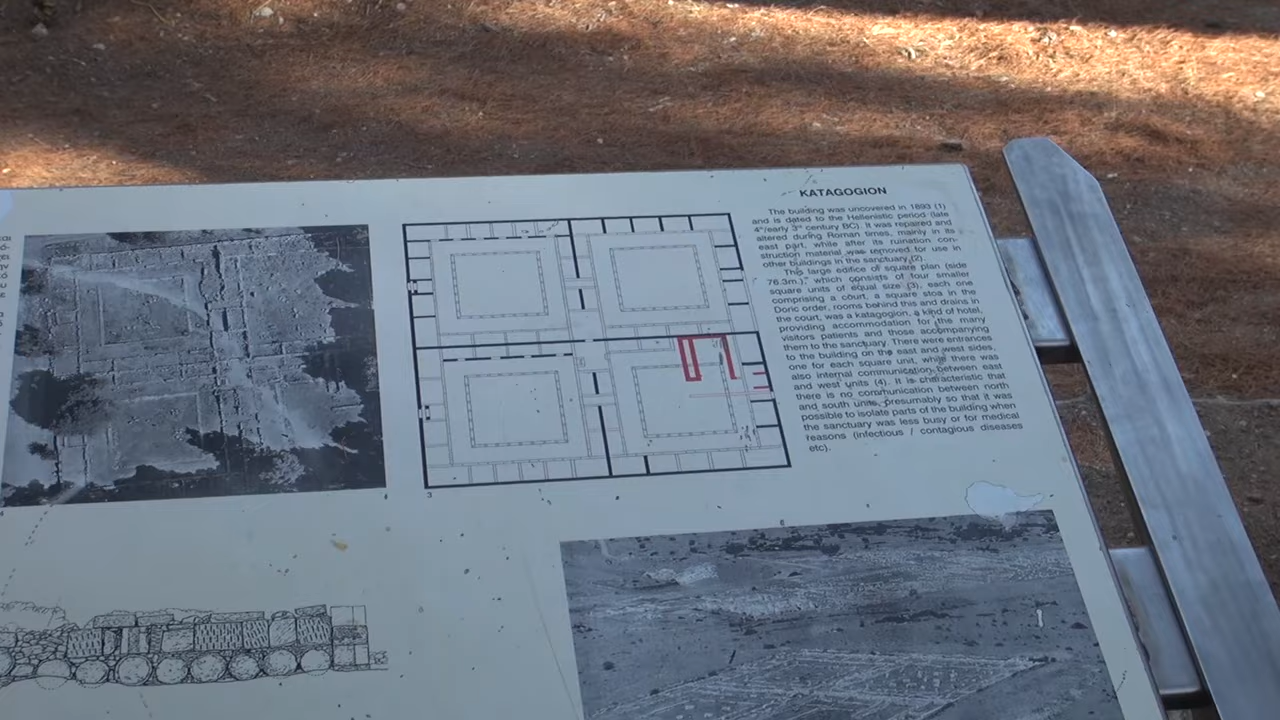 KATAGOGION
The building was uncovered in 1893 (1)
and is dated to the Hellenistic period (late
4th/early 3rd century BC). It was repaired and
altered during Roman times, mainly in its
east part, while after its ruination con-
struction material was removed for use in
other buildings in the sanctuary (2).
The large edifice of square plan (side
76.3m.), which consists of four smaller
square units of equal size (3), each one
comprising a court, a square stoa in the
Doric order, rooms behind this and drains in
the court, was a katagogion, a kind of hotel,
providing accommodation for the many
visitors patients and those accompanying
them to the sanctuary. There were entrances
to the building on the east and west sides
one for each square unit, while there was
also internal communication between east
and west units (4). It is characteristic that
there is no communication between north
and south units, presumably so that it was
possible to isolate parts of the building when
the sanctuary was less busy or for medical
reasons (infectious / contagious diseases
etc).
3